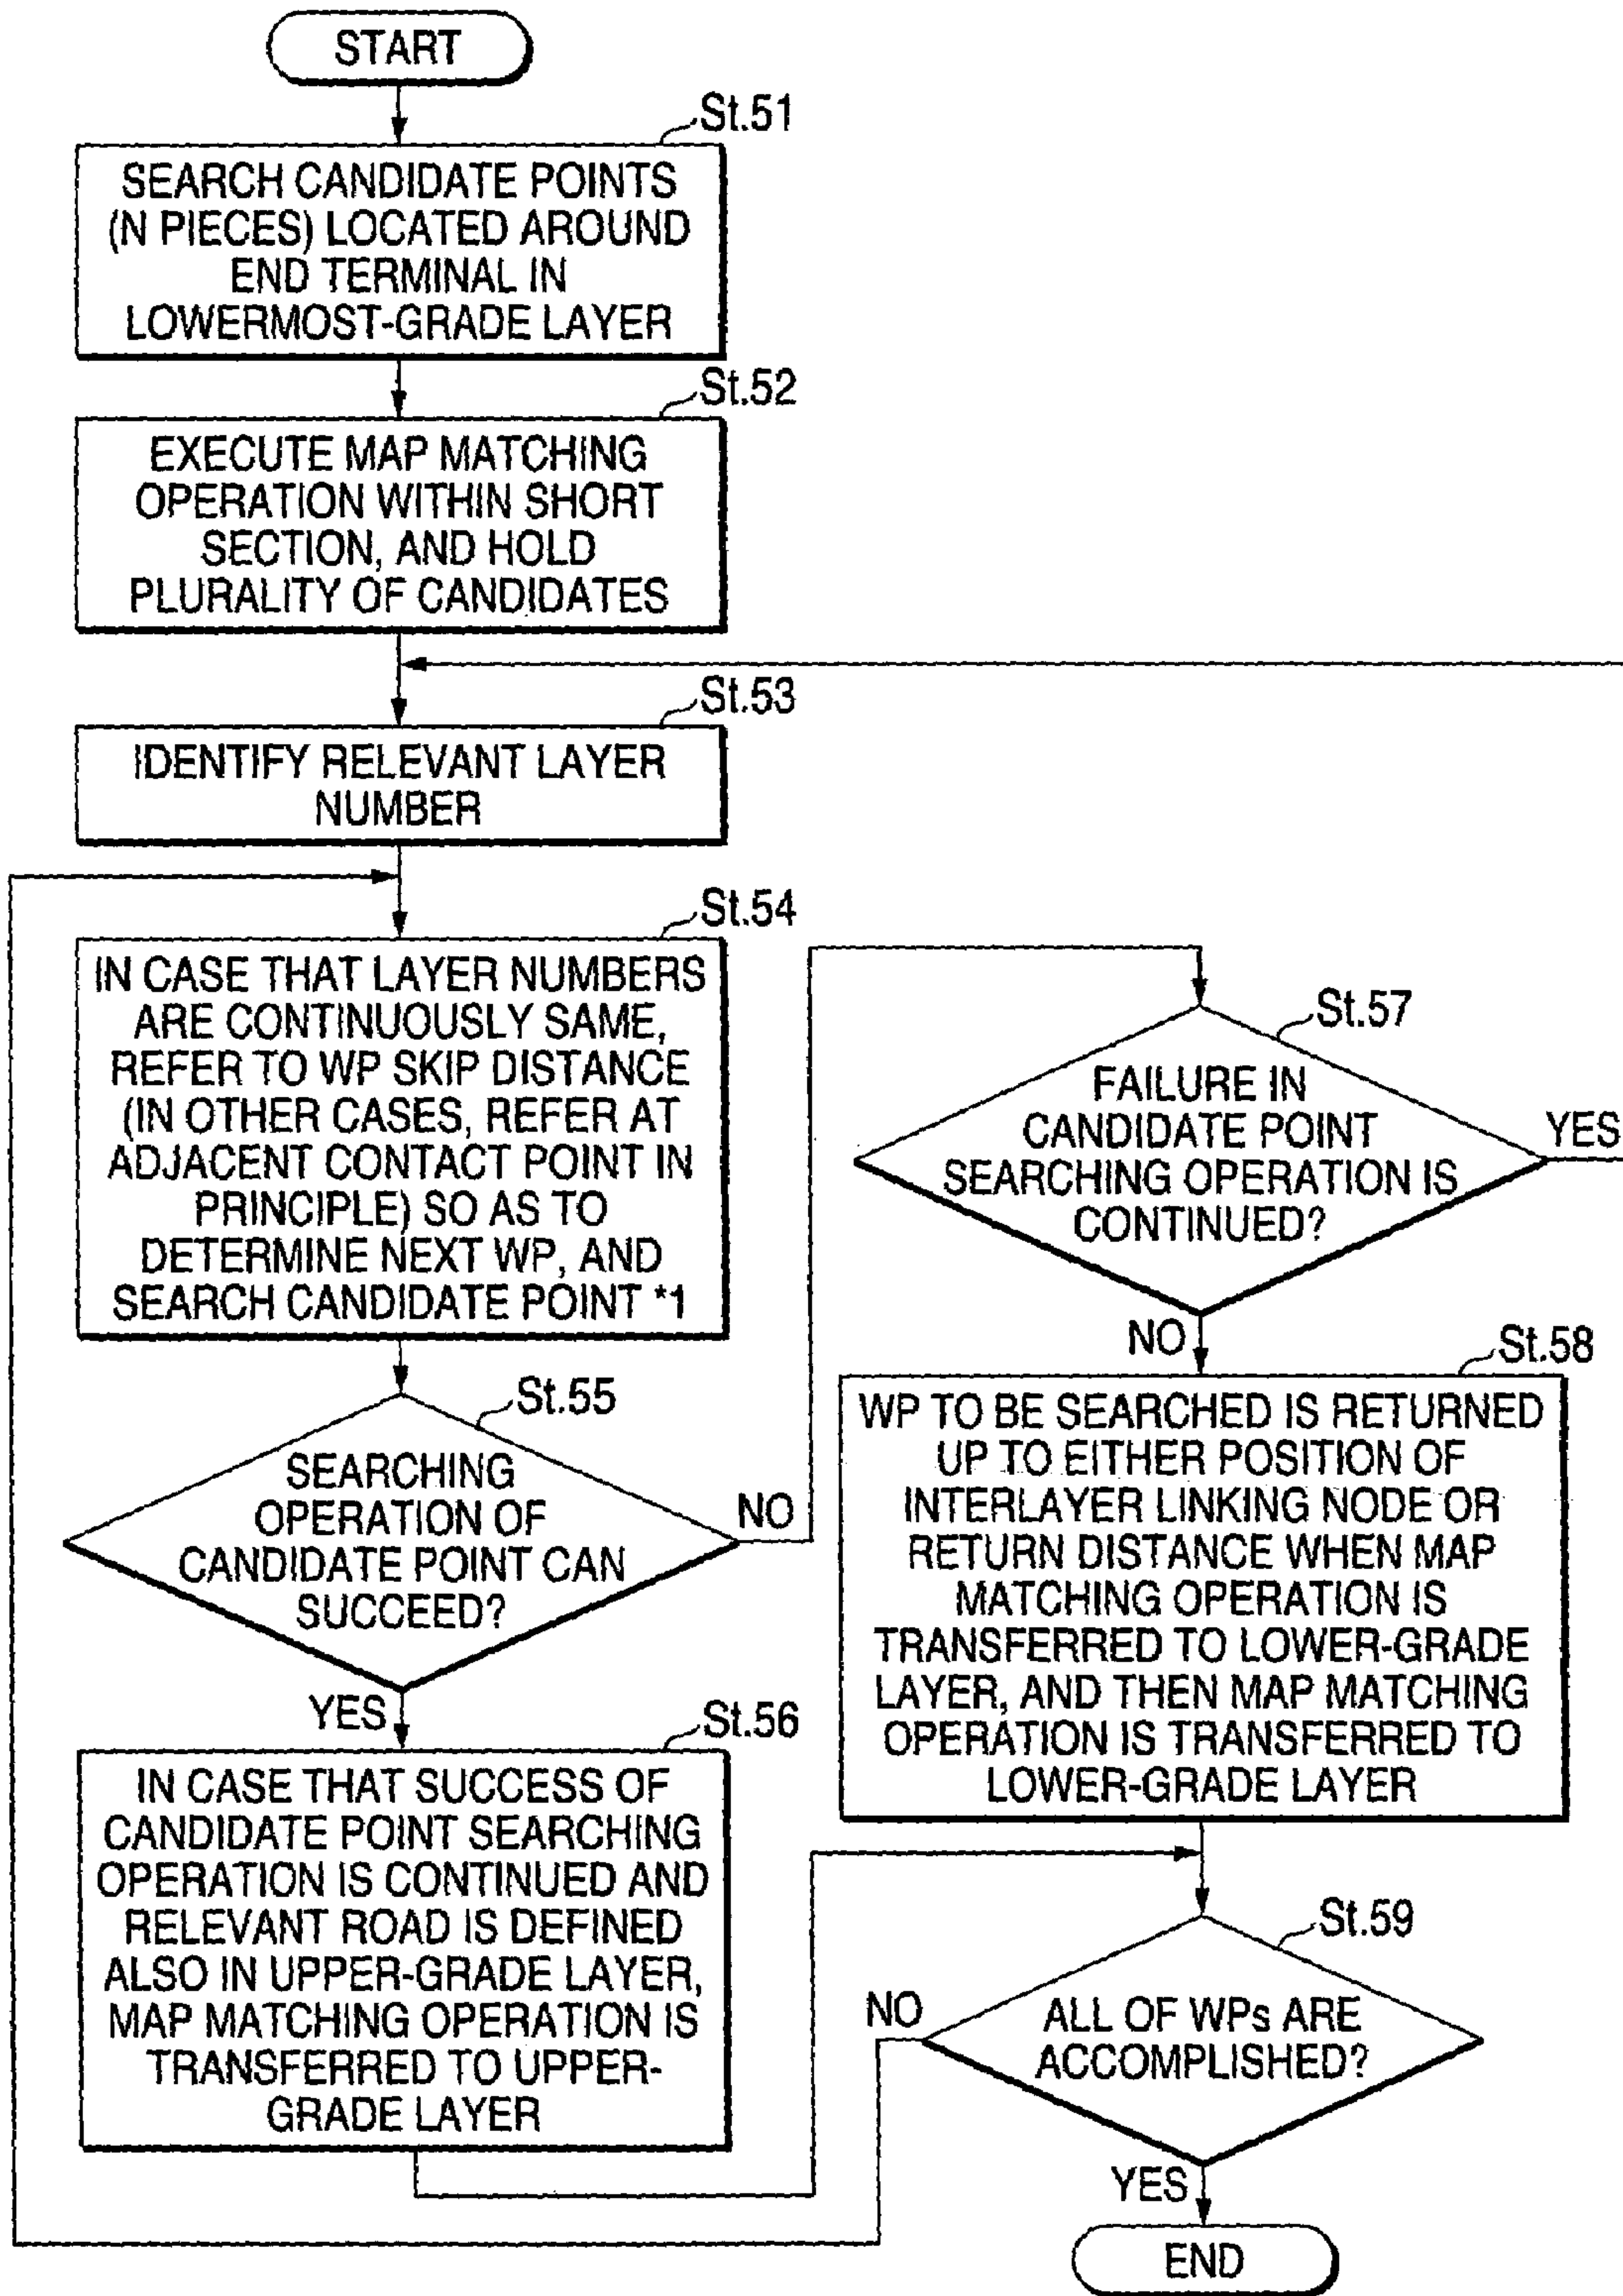 START
St.51
SEARCH CANDIDATE POINTS
(N PIECES) LOCATED AROUND
END TERMINAL IN
LOWERMOST-GRADE LAYER
St.52
EXECUTE MAP MATCHING
OPERATION WITHIN SHORT
SECTION, AND HOLD
PLURALITY OF CANDIDATES
St.53
IDENTIFY RELEVANT LAYER
NUMBER
St.54
IN CASE THAT LAYER NUMBERS
ARE CONTINUOUSLY SAME,
REFER TO WP SKIP DISTANCE
(IN OTHER CASES, REFER AT
ADJACENT CONTACT POINT IN
PRINCIPLE) SO AS TO
DETERMINE NEXT WP, AND
SEARCH CANDIDATE POINT *1
St.55
SEARCHING
OPERATION OF
CANDIDATE POINT CAN
SUCCEED?
NO
YES
St.56
IN CASE THAT SUCCESS OF
CANDIDATE POINT SEARCHING
OPERATION IS CONTINUED AND
RELEVANT ROAD IS DEFINED
ALSO IN UPPER-GRADE LAYER,
MAP MATCHING OPERATION IS
TRANSFERRED TO UPPER-
GRADE LAYER
St.57
FAILURE IN
CANDIDATE POINT
SEARCHING OPERATION IS
CONTINUED?
YES
NO
St.58
WP TO BE SEARCHED IS RETURNED
UP TO EITHER POSITION OF
INTERLAYER LINKING NODE OR
RETURN DISTANCE WHEN MAP
MATCHING OPERATION IS
TRANSFERRED TO LOWER-GRADE
LAYER, AND THEN MAP MATCHING
OPERATION IS TRANSFERRED TO
LOWER-GRADE LAYER
St.59
ALL OF WPs ARE
ACCOMPLISHED?
NO
YES
END